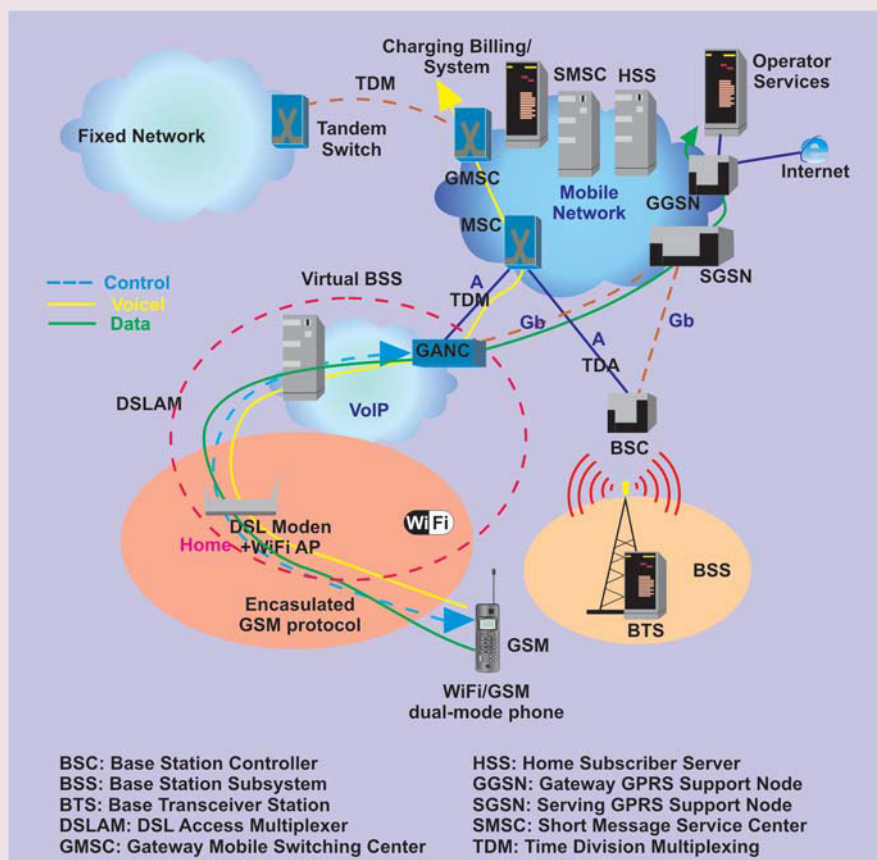 Charging Billing/
System
SMSC
HSS
Operator
Services
TDM
Fixed Network
Tandem
Switch
GMSC
Mobile
Network
GGSN
Internet
MSC
SGSN
Control
Voicel
Data
Virtual BSS
A
TDM
Gb
A
Gb
GANC
TDA
DSLAM
VoIP
BSC
WiFi
DSL Moden
+WiFi AP
Home
BSS
Encasulated
GSM protocol
GSM
BTS
WiFi/GSM
dual-mode phone
BSC: Base Station Controller
BSS: Base Station Subsystem
BTS: Base Transceiver Station
DSLAM: DSL Access Multiplexer
GMSC: Gateway Mobile Switching Center
HSS: Home Subscriber Server
GGSN: Gateway GPRS Support Node
SGSN: Serving GPRS Support Node
SMSC: Short Message Service Center
TDM: Time Division Multiplexing